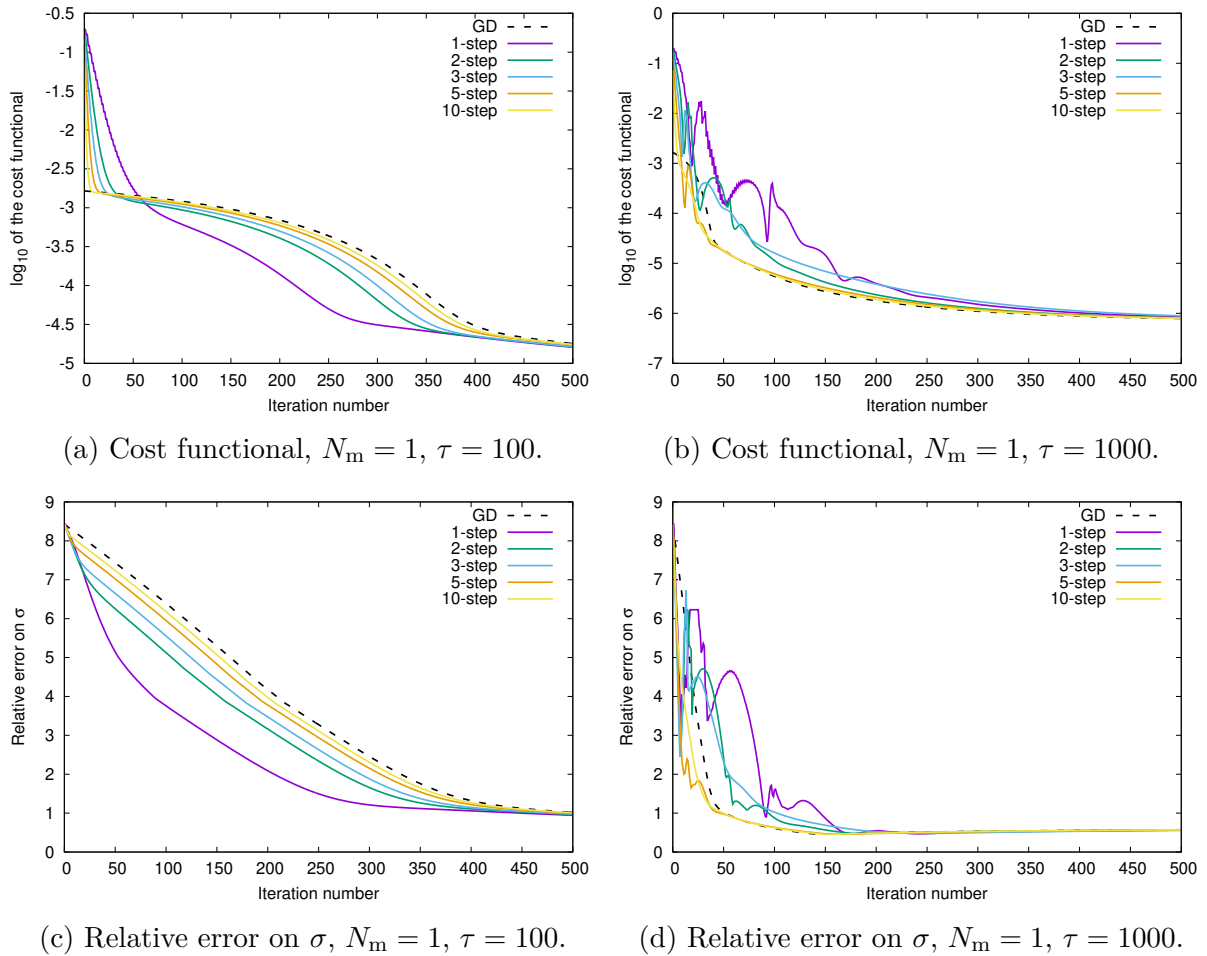 -0.5
-1
-1.5
-2
-2.5
-3
-3.5
-4
-4.5
-5
log10 of the cost functional
GD
1-step
2-step
3-step
5-step
10-step
0 50 100 150 200 250 300 350 400 450 500
Iteration number
(a) Cost functional, Nm = 1, τ = 100.
0
-1
-2
-3
-4
-5
-6
-7
log10 of the cost functional
GD
1-step
2-step
3-step
5-step
10-step
0 50 100 150 200 250 300 350 400 450 500
Iteration number
(b) Cost functional, Nm = 1, τ = 1000.
9
8
7
6
5
4
3
2
1
0
Relative error on σ
GD
1-step
2-step
3-step
5-step
10-step
0 50 100 150 200 250 300 350 400 450 500
Iteration number
(c) Relative error on σ, Nm = 1, τ = 100.
9
8
7
6
5
4
3
2
1
0
Relative error on σ
GD
1-step
2-step
3-step
5-step
10-step
0 50 100 150 200 250 300 350 400 450 500
Iteration number
(d) Relative error on σ, Nm = 1, τ = 1000.